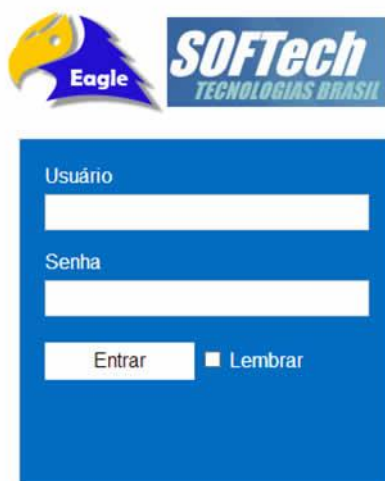 Eagle
SOFTech
TECNOLOGIAS BRASIL
Usuário
Senha
Entrar
Lembrar